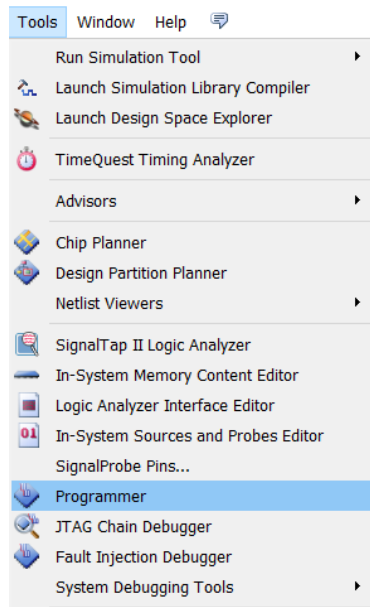 Tools Window Help
Run Simulation Tool
Launch Simulation Library Compiler
Launch Design Space Explorer
TimeQuest Timing Analyzer
Advisors
Chip Planner
Design Partition Planner
Netlist Viewers
SignalTap II Logic Analyzer
In-System Memory Content Editor
Logic Analyzer Interface Editor
01 In-System Sources and Probes Editor
SignalProbe Pins...
Programmer
JTAG Chain Debugger
Fault Injection Debugger
System Debugging Tools